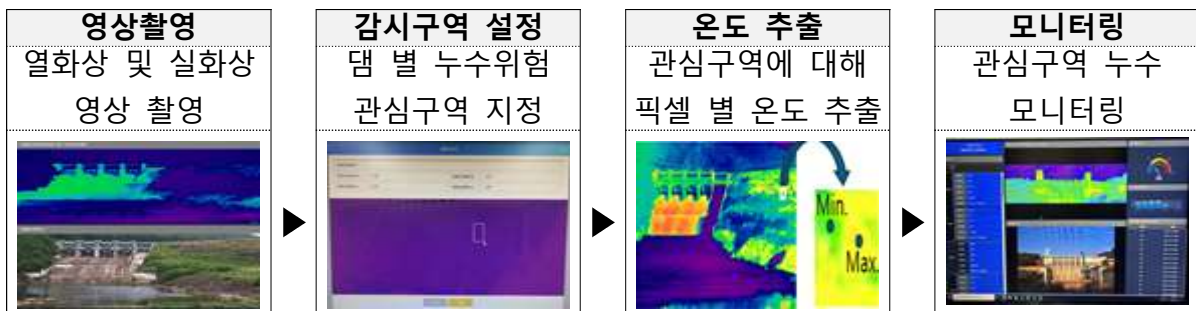 영상촬영
열화상 및 실화상
영상 촬영
감시구역 설정
댐 별 누수위험
관심구역 지정
온도 추출
관심구역에 대해
픽셀 별 온도 추출
Min.
Max.
모니터링
관심구역 누수
모니터링